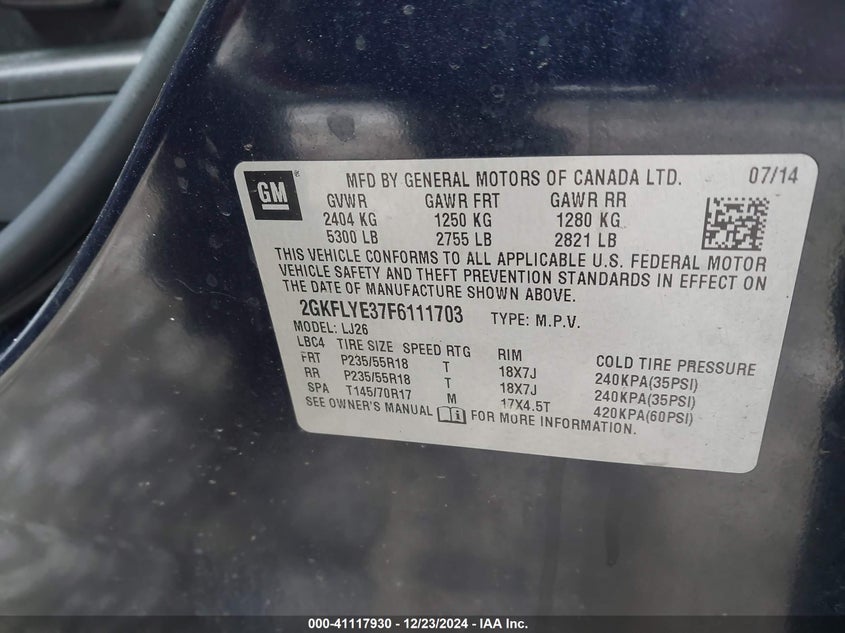 GM
MFD BY GENERAL MOTORS OF CANADA LTD. 07/14
GVWR GAWR FRT GAWR RR
2404 KG 1250 KG 1280 KG
5300 LB 2755 LB 2821 LB
THIS VEHICLE CONFORMS TO ALL APPLICABLE U.S. FEDERAL MOTOR
VEHICLE SAFETY AND THEFT PREVENTION STANDARDS IN EFFECT ON
THE DATE OF MANUFACTURE SHOWN ABOVE.
2GKFLYE37F6111703 TYPE: M.P.V.
MODEL: LJ26
LBC4 TIRE SIZE SPEED RTG RIM COLD TIRE PRESSURE
FRT P235/55R18 T 18X7J 240KPA(35PSI)
RR P235/55R18 T 18X7J 240KPA(35PSI)
SPA T145/70R17 M 17X4.5T 420KPA(60PSI)
SEE OWNER'S MANUAL FOR MORE INFORMATION.
000-41117930 - 12/23/2024 - IAA Inc.